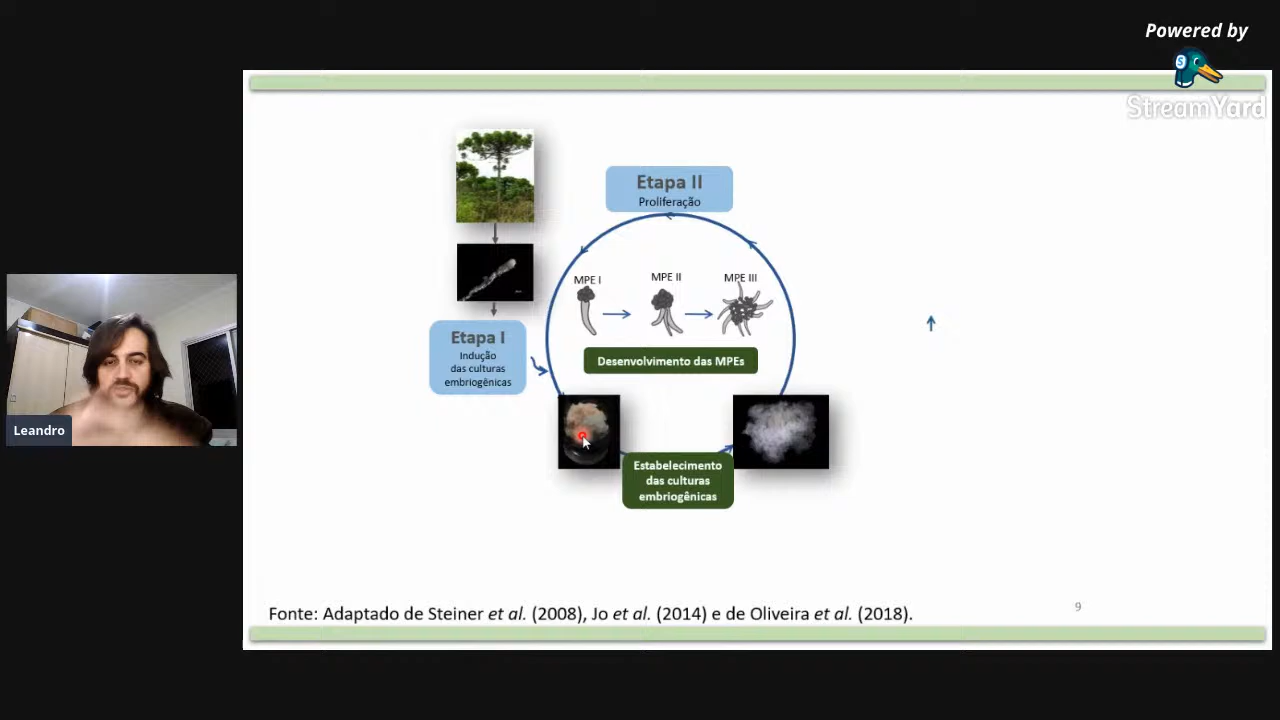 Powered by
StreamYard
Etapa II
Proliferação
MPE I
MPE II
MPE III
Etapa I
Indução
das culturas
embriogênicas
Desenvolvimento das MPEs
Leandro
Estabelecimento
das culturas
embriogênicas
Fonte: Adaptado de Steiner et al. (2008), Jo et al. (2014) e de Oliveira et al. (2018).
9